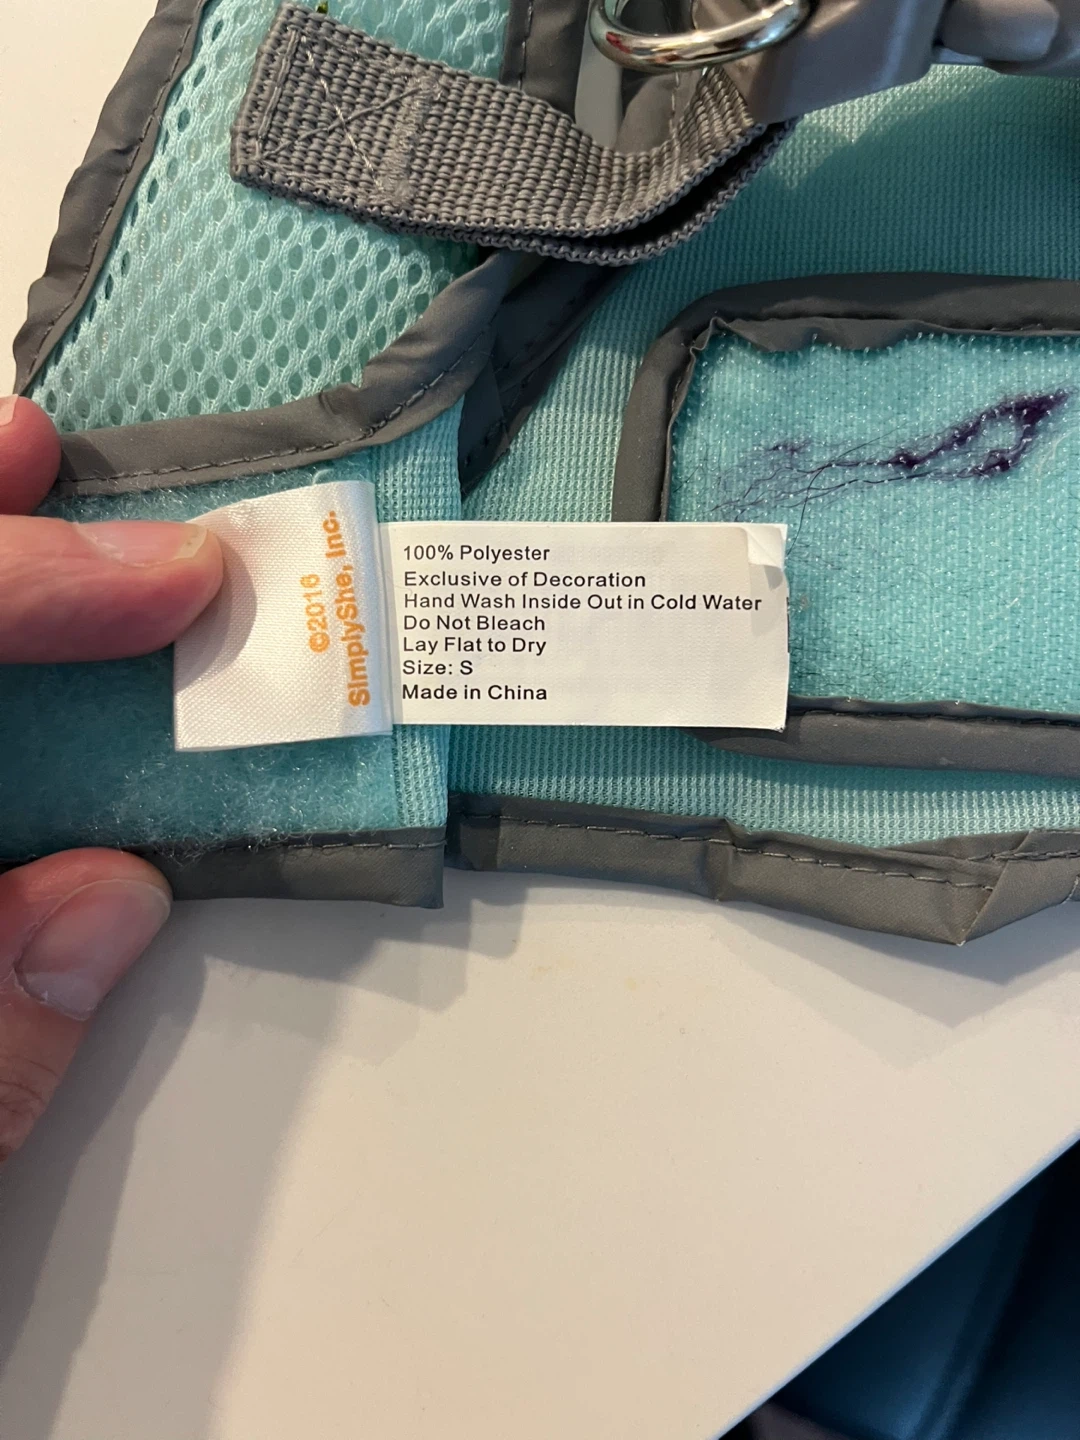 ©2016
SimplyShe, Inc.
100% Polyester
Exclusive of Decoration
Hand Wash Inside Out in Cold Water
Do Not Bleach
Lay Flat to Dry
Size: S
Made in China